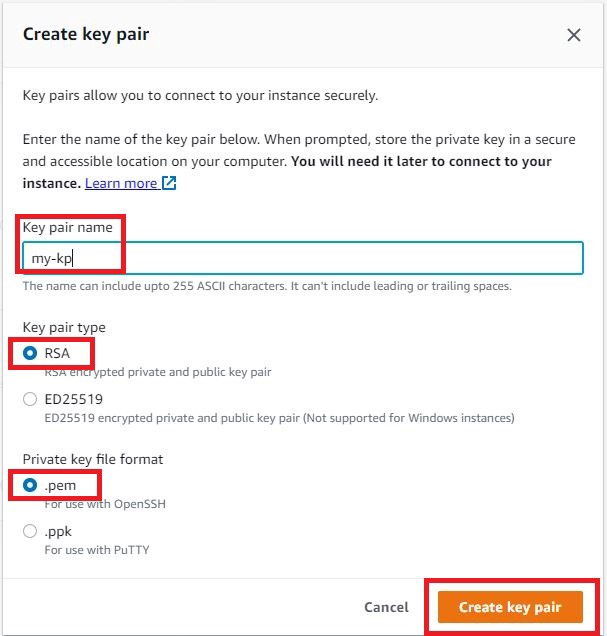 Create key pair
Key pairs allow you to connect to your instance securely.
Enter the name of the key pair below. When prompted, store the private key in a secure
and accessible location on your computer. You will need it later to connect to your
instance. Learn more
Key pair name
my-kp
The name can include upto 255 ASCII characters. It can't include leading or trailing spaces.
Key pair type
RSA
RSA encrypted private and public key pair
ED25519
ED25519 encrypted private and public key pair (Not supported for Windows instances)
Private key file format
.pem
For use with OpenSSH
.ppk
For use with PuTTY
Cancel
Create key pair